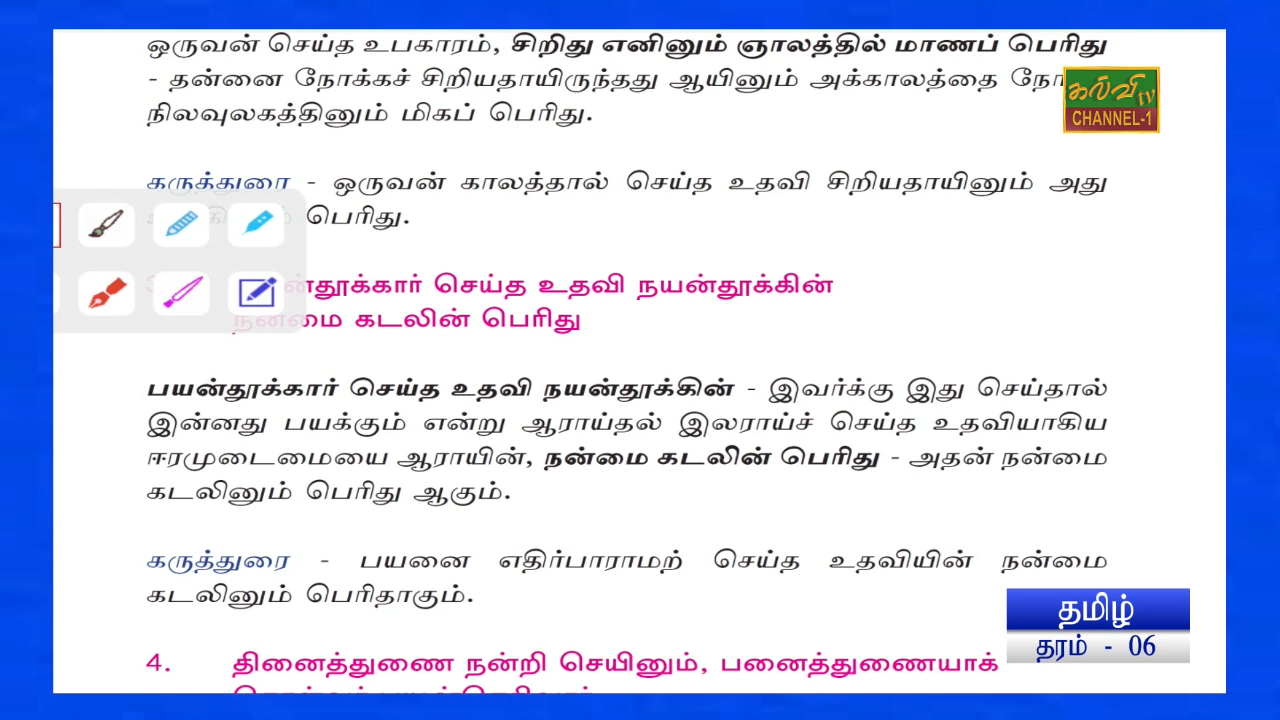 ஒருவன் செய்த உபகாரம், சிறிது எனினும் ஞாலத்தில் மாணப் பெரிது
- தன்னை நோக்கச் சிறியதாயிருந்தது ஆயினும் அக்காலத்தை
நிலவுலகத்தினும் மிகப் பெரிது.
கல்வி tv
CHANNEL-1
கருத்துரை - ஒருவன் காலத்தால் செய்த உதவி சிறியதாயினும் அது
பெரிது.
செய்த உதவி நயன்தூக்கின்
நன்மை கடலின் பெரிது
பயன்தூக்கார் செய்த உதவி நயன்தூக்கின் - இவர்க்கு இது செய்தால்
இன்னது பயக்கும் என்று ஆராய்தல் இலராய்ச் செய்த உதவியாகிய
ஈரமுடைமையை ஆராயின், நன்மை கடலின் பெரிது - அதன் நன்மை
கடலினும் பெரிது ஆகும்.
கருத்துரை - பயனை எதிர்பாராமற் செய்த உதவியின் நன்மை
கடலினும் பெரிதாகும்.
தமிழ்
தரம் - 06
4. தினைத்துணை நன்றி செயினும், பனைத்துணையாக்